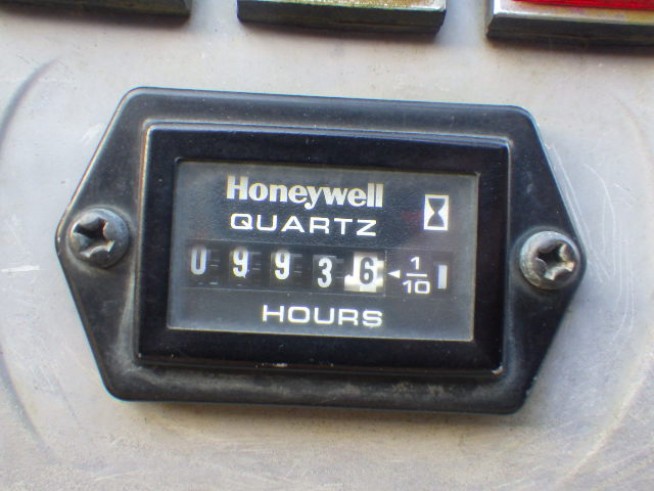 Honeywell
QUARTZ
0 9 9 3 6 1/10
HOURS